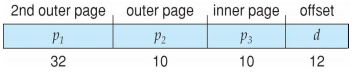 2nd outer page outer page inner page offset
p₁ p₂ p₃ d
32 10 10 12